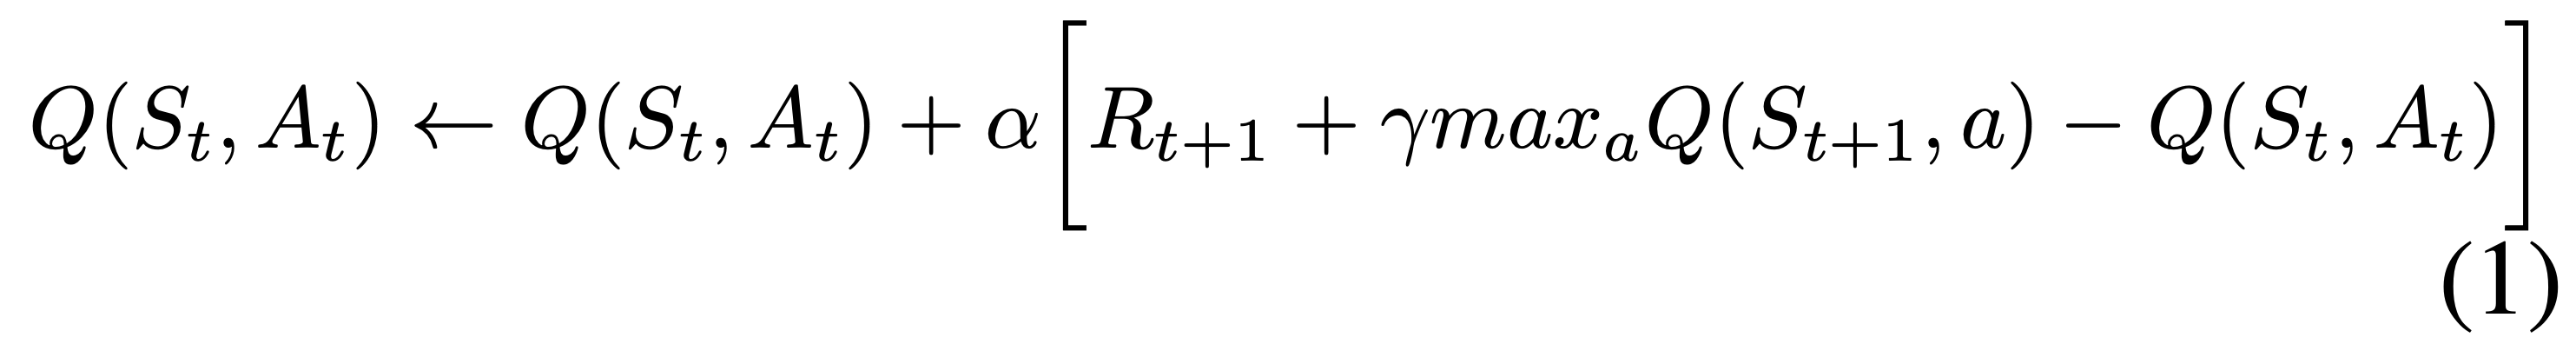 Q(S_t, A_t) ← Q(S_t, A_t) + α[R_{t+1} + γmax_a Q(S_{t+1}, a) − Q(S_t, A_t)]
(1)